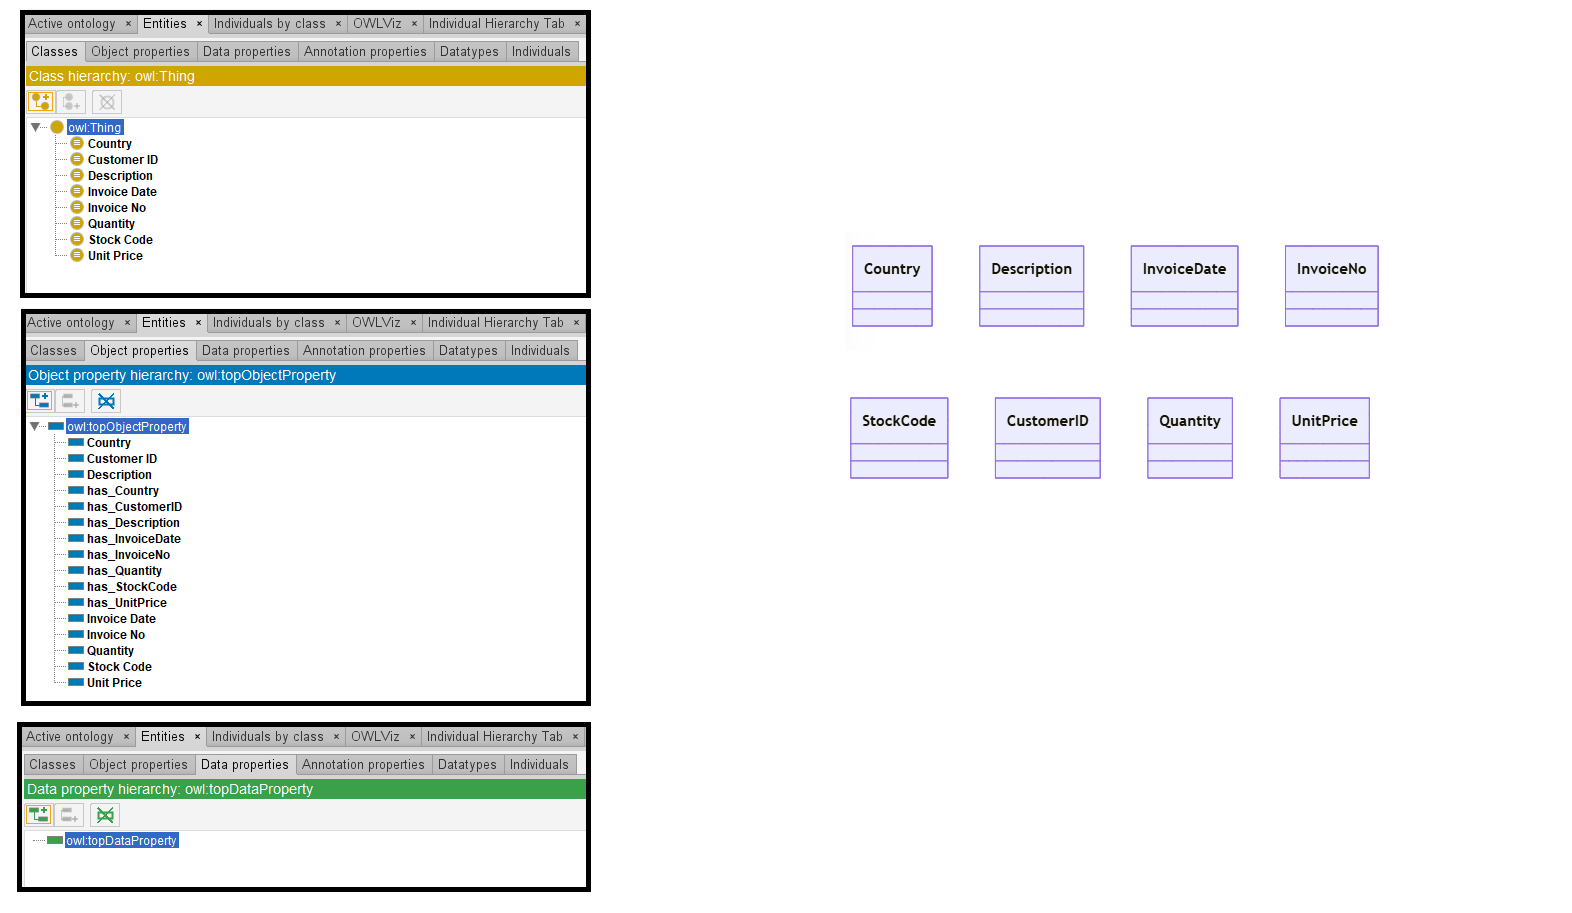 Active ontology × Entities × Individuals by class × OWLViz × Individual Hierarchy Tab ×
Classes Object properties Data properties Annotation properties Datatypes Individuals
Class hierarchy: owl:Thing
owl:Thing
Country
Customer ID
Description
Invoice Date
Invoice No
Quantity
Stock Code
Unit Price
Active ontology × Entities × Individuals by class × OWLViz × Individual Hierarchy Tab ×
Classes Object properties Data properties Annotation properties Datatypes Individuals
Object property hierarchy: owl:topObjectProperty
owl:topObjectProperty
Country
Customer ID
Description
has_Country
has_CustomerID
has_Description
has_InvoiceDate
has_InvoiceNo
has_Quantity
has_StockCode
has_UnitPrice
Invoice Date
Invoice No
Quantity
Stock Code
Unit Price
Active ontology × Entities × Individuals by class × OWLViz × Individual Hierarchy Tab ×
Classes Object properties Data properties Annotation properties Datatypes Individuals
Data property hierarchy: owl:topDataProperty
owl:topDataProperty
Country Description InvoiceDate InvoiceNo
StockCode CustomerID Quantity UnitPrice